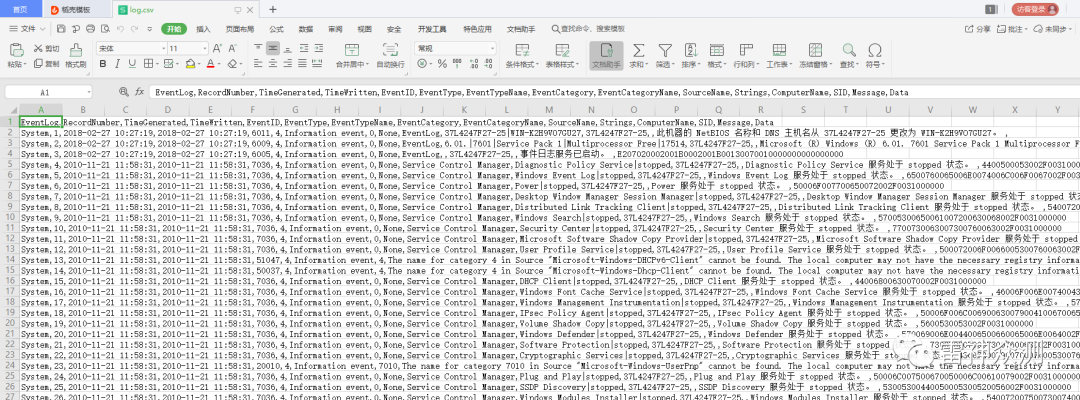 首页 稻壳模板 log.csv + 1 访客登录
三 文件 开始 插入 页面布局 公式 数据 审阅 视图 安全 开发工具 特色应用 文档助手 查找命令、搜索模板 分享 批注 未同步
粘贴 剪切 复制 格式刷 宋体 11 A+ A- B I U A 合并居中 自动换行 常规 条件格式 表格样式 文档助手 求和 筛选 排序 格式 行和列 工作表 冻结窗格 查找 符号
A1 fx EventLog,RecordNumber,TimeGenerated,TimeWritten,EventID,EventType,EventTypeName,EventCategory,EventCategoryName,SourceName,Strings,ComputerName,SID,Message,Data
A B C D E F G H I J K L M N O P Q R S T U V W X Y
1 EventLog,RecordNumber,TimeGenerated,TimeWritten,EventID,EventType,EventTypeName,EventCategory,EventCategoryName,SourceName,Strings,ComputerName,SID,Message,Data
2 System,1,2018-02-27 10:27:19,2018-02-27 10:27:19,6011,4,Information event,0,None,EventLog,37L4247F27-25|WIN-K2H9VO7GU27,37L4247F27-25,,此机器的 NetBIOS 名称和 DNS 主机名从 37L4247F27-25 更改为 WIN-K2H9VO7GU27。 ,
3 System,2,2018-02-27 10:27:19,2018-02-27 10:27:19,6009,4,Information event,0,None,EventLog,6.01.|7601|Service Pack 1|Multiprocessor Free|17514,37L4247F27-25,,Microsoft (R) Windows (R) 6.01. 7601 Service Pack 1 Multiprocessor F
4 System,3,2018-02-27 10:27:19,2018-02-27 10:27:19,6005,4,Information event,0,None,EventLog,,37L4247F27-25,,事件日志服务已启动。
5 System,4,2010-11-21 11:58:31,2010-11-21 11:58:31,7036,4,Information event,0,None,Service Control Manager,Diagnostic Policy Service|stopped,37L4247F27-25,,Diagnostic Policy Service 服务处于 stopped 状态。
6 System,5,2010-11-21 11:58:31,2010-11-21 11:58:31,7036,4,Information event,0,None,Service Control Manager,Windows Event Log|stopped,37L4247F27-25,,Windows Event Log 服务处于 stopped 状态。
7 System,6,2010-11-21 11:58:31,2010-11-21 11:58:31,7036,4,Information event,0,None,Service Control Manager,Power|stopped,37L4247F27-25,,Power 服务处于 stopped 状态。 ,50006F007700650072002F0031000000
8 System,7,2010-11-21 11:58:31,2010-11-21 11:58:31,7036,4,Information event,0,None,Service Control Manager,Desktop Window Manager Session Manager|stopped,37L4247F27-25,,Desktop Window Manager Session Manager 服务处于 stopped 状
9 System,8,2010-11-21 11:58:31,2010-11-21 11:58:31,7036,4,Information event,0,None,Service Control Manager,Distributed Link Tracking Client|stopped,37L4247F27-25,,Distributed Link Tracking Client 服务处于 stopped 状态。
10 System,9,2010-11-21 11:58:31,2010-11-21 11:58:31,7036,4,Information event,0,None,Service Control Manager,Windows Search|stopped,37L4247F27-25,,Windows Search 服务处于 stopped 状态。
11 System,10,2010-11-21 11:58:31,2010-11-21 11:58:31,7036,4,Information event,0,None,Service Control Manager,Security Center|stopped,37L4247F27-25,,Security Center 服务处于 stopped 状态。
12 System,11,2010-11-21 11:58:31,2010-11-21 11:58:31,7036,4,Information event,0,None,Service Control Manager,Microsoft Software Shadow Copy Provider|stopped,37L4247F27-25,,Microsoft Software Shadow Copy Provider 服务处于 stopped
13 System,12,2010-11-21 11:58:31,2010-11-21 11:58:31,7036,4,Information event,0,None,Service Control Manager,User Profile Service|stopped,37L4247F27-25,,User Profile Service 服务处于 stopped 状态。
14 System,13,2010-11-21 11:58:31,2010-11-21 11:58:31,51047,4,Information event,4,The name for category 4 in Source "Microsoft-Windows-DHCPv6-Client" cannot be found. The local computer may not have the necessary registry informati
15 System,14,2010-11-21 11:58:31,2010-11-21 11:58:31,50037,4,Information event,4,The name for category 4 in Source "Microsoft-Windows-Dhcp-Client" cannot be found. The local computer may not have the necessary registry informatio
16 System,15,2010-11-21 11:58:31,2010-11-21 11:58:31,7036,4,Information event,0,None,Service Control Manager,DHCP Client|stopped,37L4247F27-25,,DHCP Client 服务处于 stopped 状态。
17 System,16,2010-11-21 11:58:31,2010-11-21 11:58:31,7036,4,Information event,0,None,Service Control Manager,Windows Font Cache Service|stopped,37L4247F27-25,,Windows Font Cache Service 服务处于 stopped 状态。
18 System,17,2010-11-21 11:58:31,2010-11-21 11:58:31,7036,4,Information event,0,None,Service Control Manager,Windows Management Instrumentation|stopped,37L4247F27-25,,Windows Management Instrumentation 服务处于 stopped 状态。
19 System,18,2010-11-21 11:58:31,2010-11-21 11:58:31,7036,4,Information event,0,None,Service Control Manager,IPsec Policy Agent|stopped,37L4247F27-25,,IPsec Policy Agent 服务处于 stopped 状态。
20 System,19,2010-11-21 11:58:31,2010-11-21 11:58:31,7036,4,Information event,0,None,Service Control Manager,Volume Shadow Copy|stopped,37L4247F27-25,,Volume Shadow Copy 服务处于 stopped 状态。
21 System,20,2010-11-21 11:58:31,2010-11-21 11:58:31,7036,4,Information event,0,None,Service Control Manager,Windows Defender|stopped,37L4247F27-25,,Windows Defender 服务处于 stopped 状态。
22 System,21,2010-11-21 11:58:31,2010-11-21 11:58:31,7036,4,Information event,0,None,Service Control Manager,Software Protection|stopped,37L4247F27-25,,Software Protection 服务处于 stopped 状态。
23 System,22,2010-11-21 11:58:31,2010-11-21 11:58:31,7036,4,Information event,0,None,Service Control Manager,Cryptographic Services|stopped,37L4247F27-25,,Cryptographic Services 服务处于 stopped 状态。
24 System,23,2010-11-21 11:58:31,2010-11-21 11:58:31,20010,4,Information event,7010,The name for category 7010 in Source "Microsoft-Windows-UserPnp" cannot be found. The local computer may not have the necessary registry
25 System,24,2010-11-21 11:58:31,2010-11-21 11:58:31,7036,4,Information event,0,None,Service Control Manager,Plug and Play|stopped,37L4247F27-25,,Plug and Play 服务处于 stopped 状态。
26 System,25,2010-11-21 11:58:31,2010-11-21 11:58:31,7036,4,Information event,0,None,Service Control Manager,SSDP Discovery|stopped,37L4247F27-25,,SSDP Discovery 服务处于 stopped 状态。
27 System,26,2010-11-21 11:58:31,2010-11-21 11:58:31,7036,4,Information event,0,None,Service Control Manager,Windows Modules Installer|stopped,37L4247F27-25,,Windows Modules Installer 服务处于 stopped 状态。